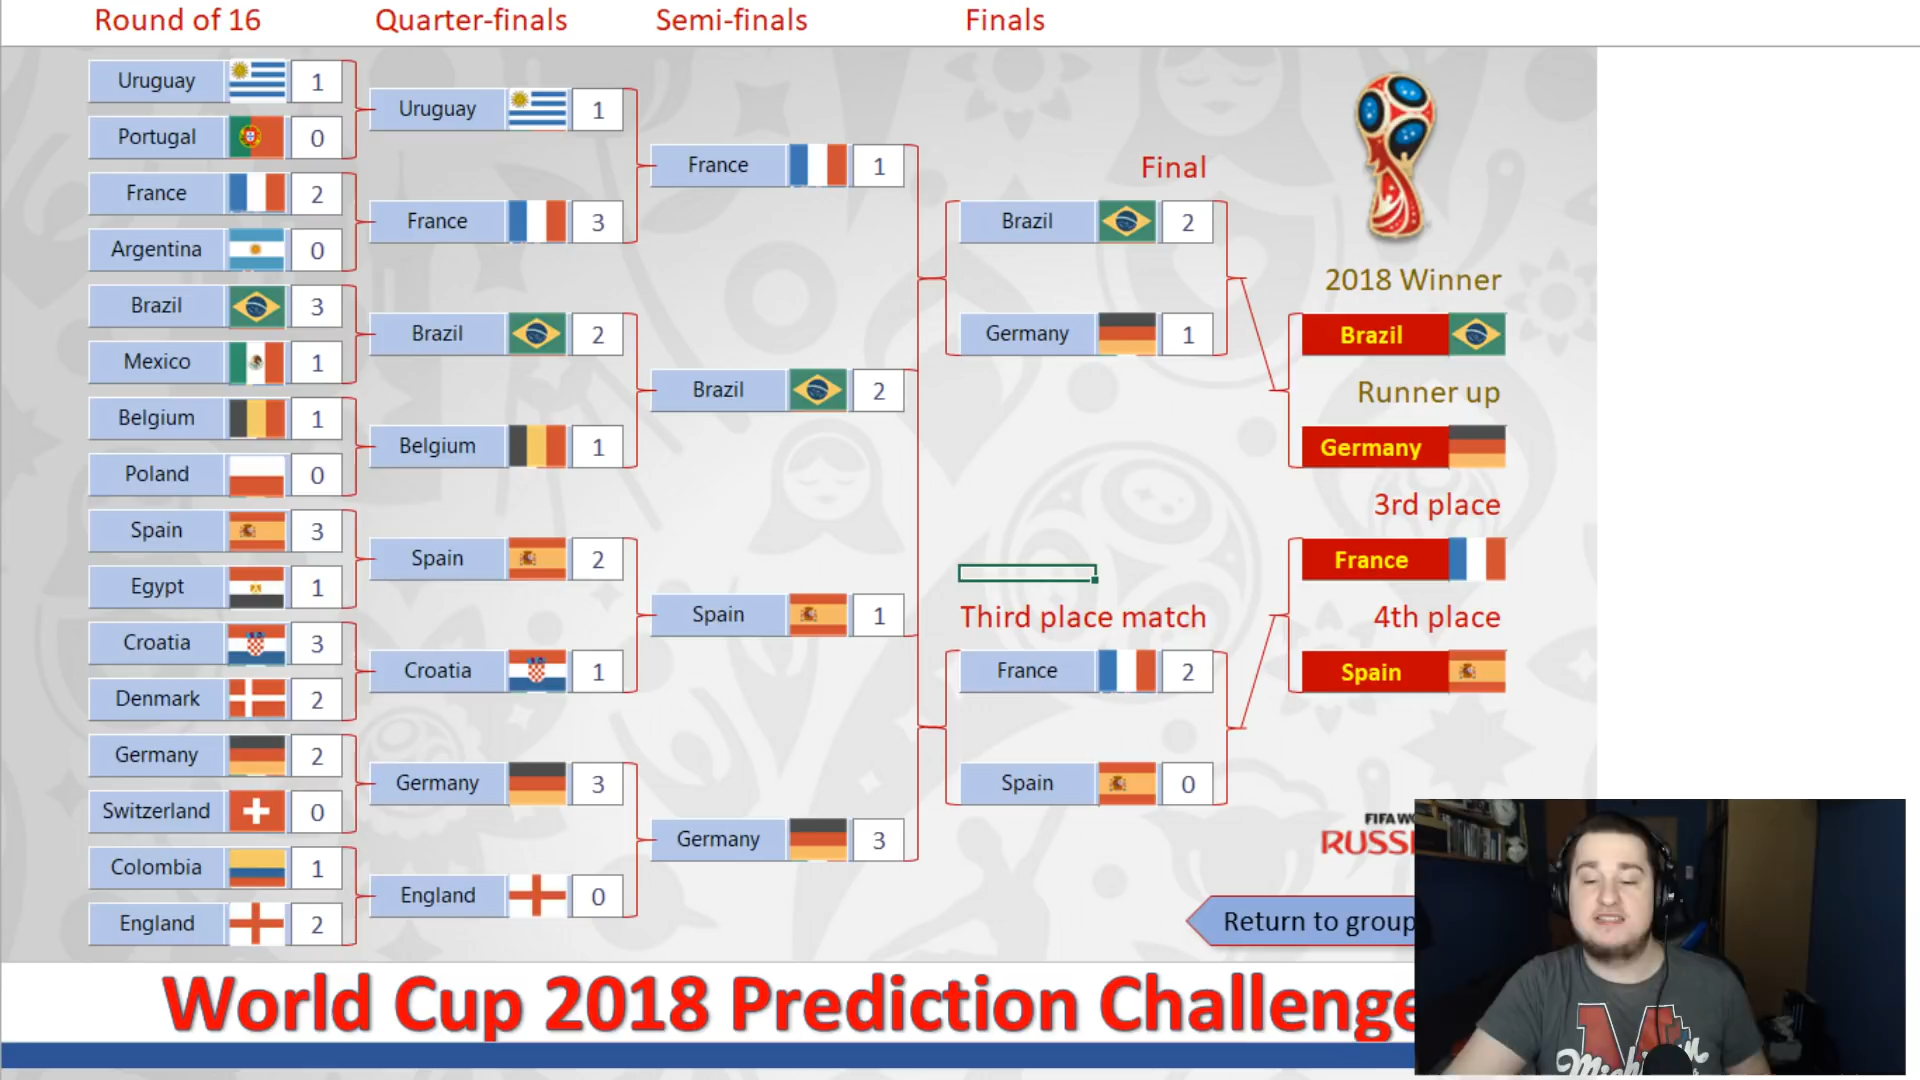 Round of 16 Quarter-finals Semi-finals Finals
Uruguay 1
Portugal 0
France 2
Argentina 0
Brazil 3
Mexico 1
Belgium 1
Poland 0
Spain 3
Egypt 1
Croatia 3
Denmark 2
Germany 2
Switzerland 0
Colombia 1
England 2
Uruguay 1
France 3
Brazil 2
Belgium 1
Spain 2
Croatia 1
Germany 3
England 0
France 1
Brazil 2
Spain 1
Germany 3
Final
Brazil 2
Germany 1
Third place match
France 2
Spain 0
2018 Winner
Brazil
Runner up
Germany
3rd place
France
4th place
Spain
FIFA WO
RUSS
Return to group
World Cup 2018 Prediction Challenge